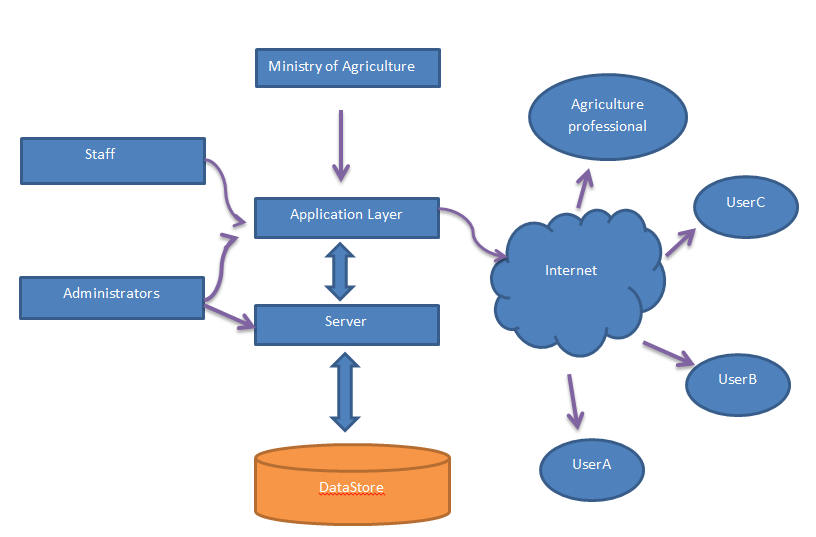 Ministry of Agriculture
Agriculture
professional
Staff
UserC
Application Layer
Internet
Administrators
Server
UserB
UserA
DataStore